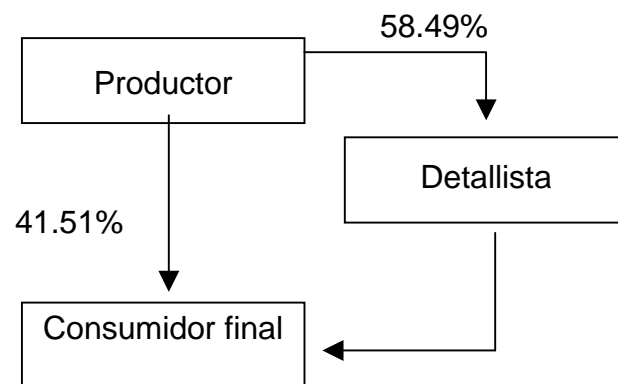 58.49%
Productor
Detallista
41.51%
Consumidor final